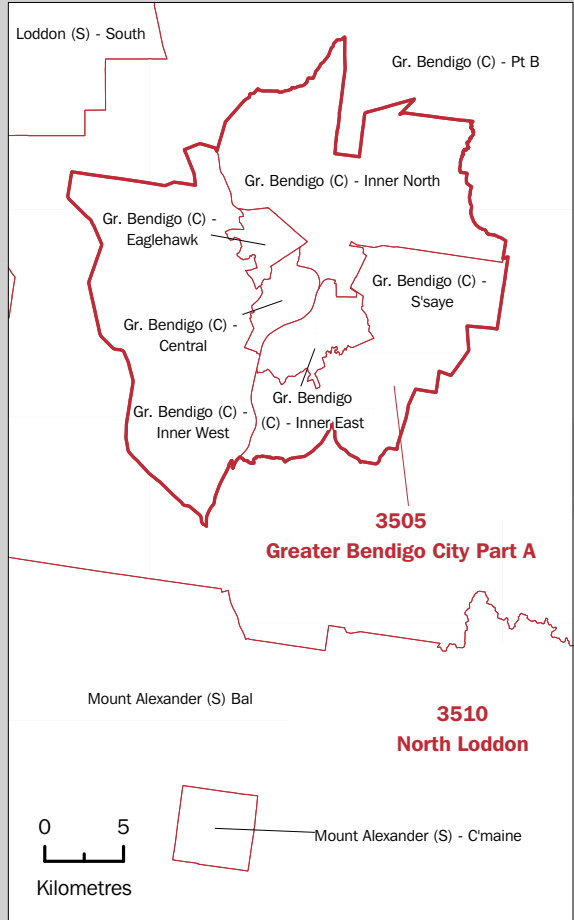 Loddon (S) - South
Gr. Bendigo (C) - Pt B
Gr. Bendigo (C) - Inner North
Gr. Bendigo (C) -
Eaglehawk
Gr. Bendigo (C) -
S'saye
Gr. Bendigo (C) -
Central
Gr. Bendigo
(C) - Inner East
Gr. Bendigo (C) -
Inner West
3505
Greater Bendigo City Part A
Mount Alexander (S) Bal
3510
North Loddon
0 5
Kilometres
Mount Alexander (S) - C'maine